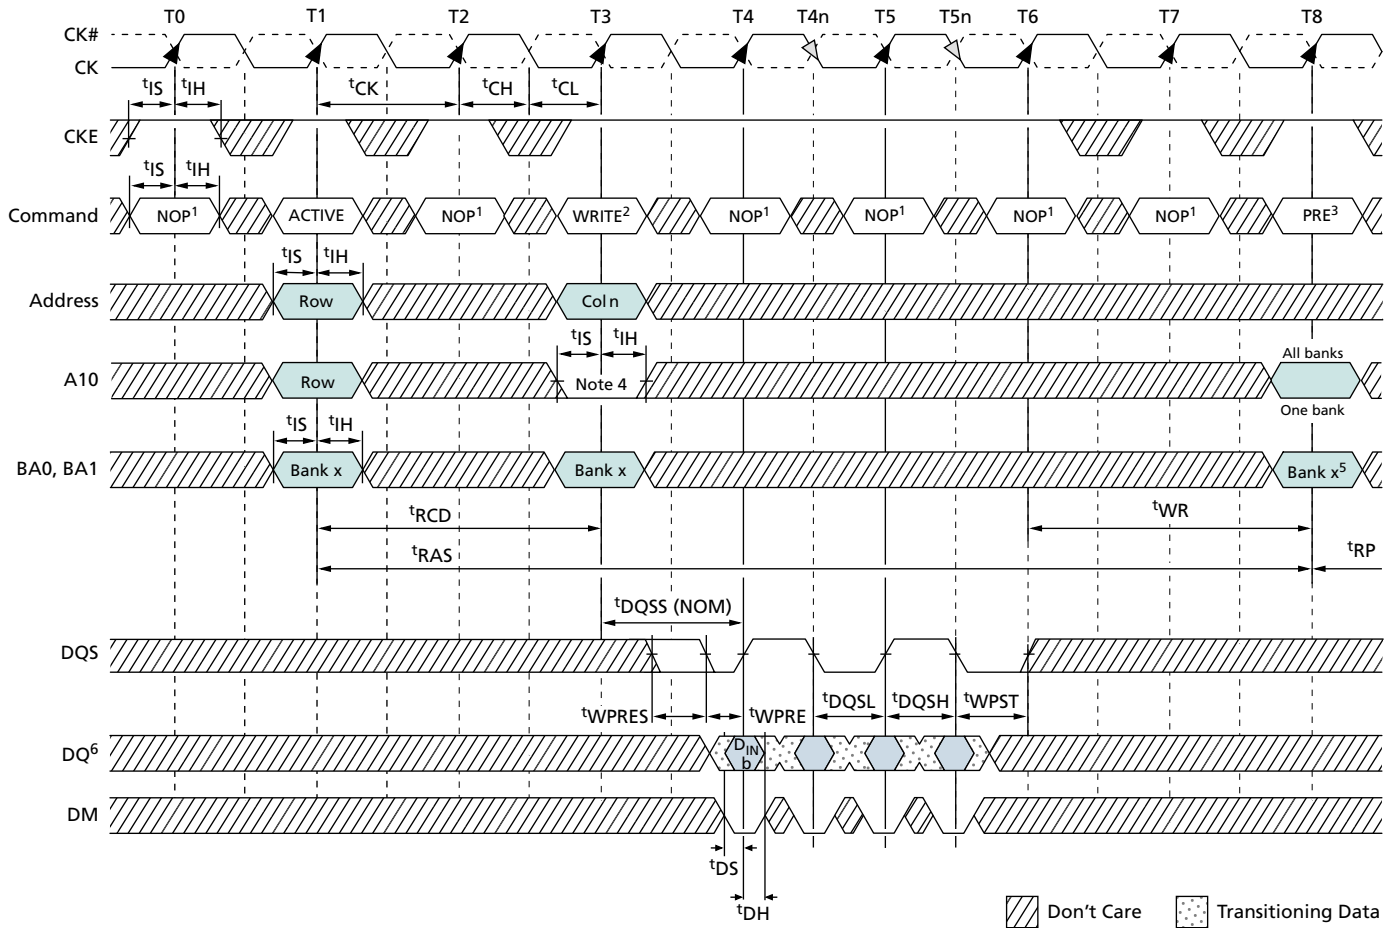 T0 T1 T2 T3 T4 T4n T5 T5n T6 T7 T8
CK#
CK
tIS tIH tCK tCH tCL
CKE
tIS tIH
Command NOP1 ACTIVE NOP1 WRITE2 NOP1 NOP1 NOP1 NOP1 PRE3
tIS tIH
Address Row Col n
tIS tIH
All banks
A10 Row Note 4
One bank
tIS tIH
BA0, BA1 Bank x Bank x Bank x5
tRCD tWR
tRAS tRP
tDQSS (NOM)
DQS
tWPRES tWPRE tDQSL tDQSH tWPST
DQ6 DIN
b
DM
tDS
tDH
Don't Care Transitioning Data